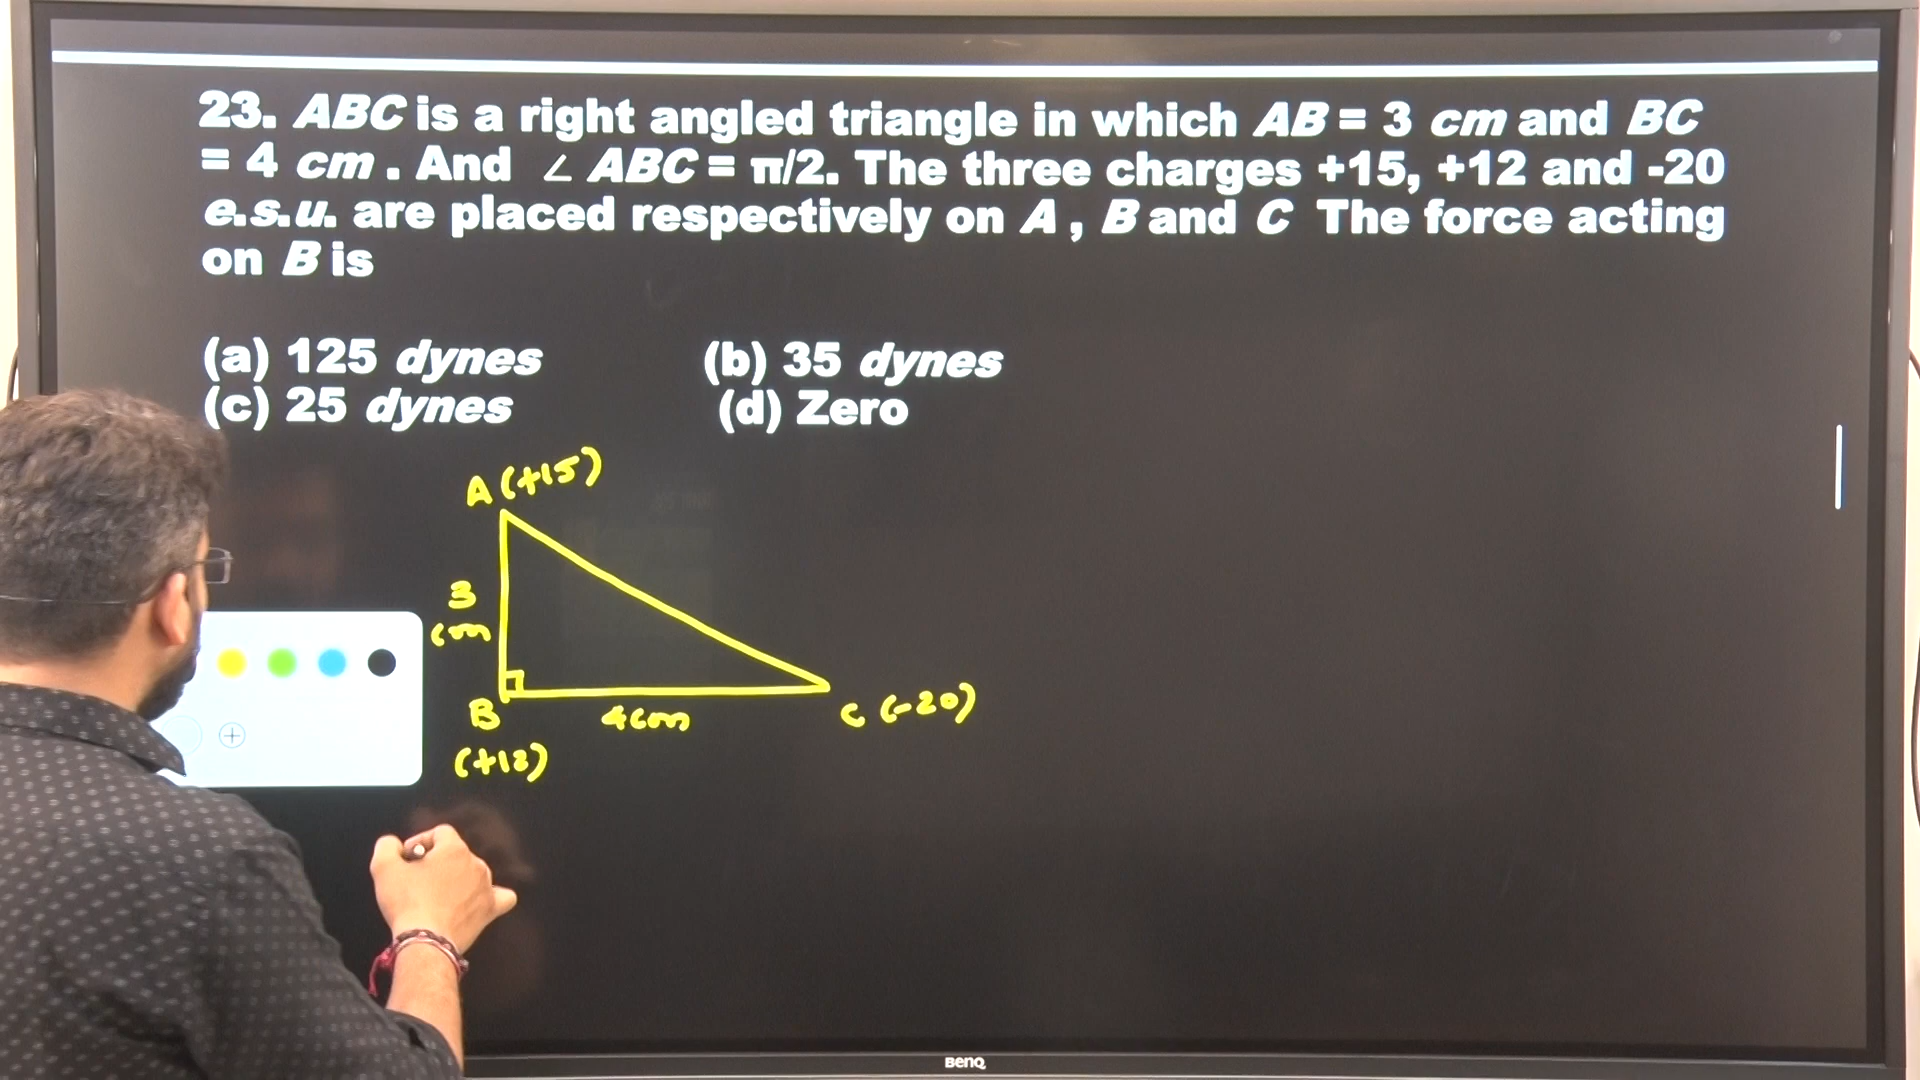 23. ABC is a right angled triangle in which AB = 3 cm and BC
= 4 cm . And ∠ ABC = π/2. The three charges +15, +12 and -20
e.s.u. are placed respectively on A , B and C The force acting
on B is
(a) 125 dynes (b) 35 dynes
(c) 25 dynes (d) Zero
A (+15)
3
cm
B
4cm
C (-20)
(+12)
BenQ